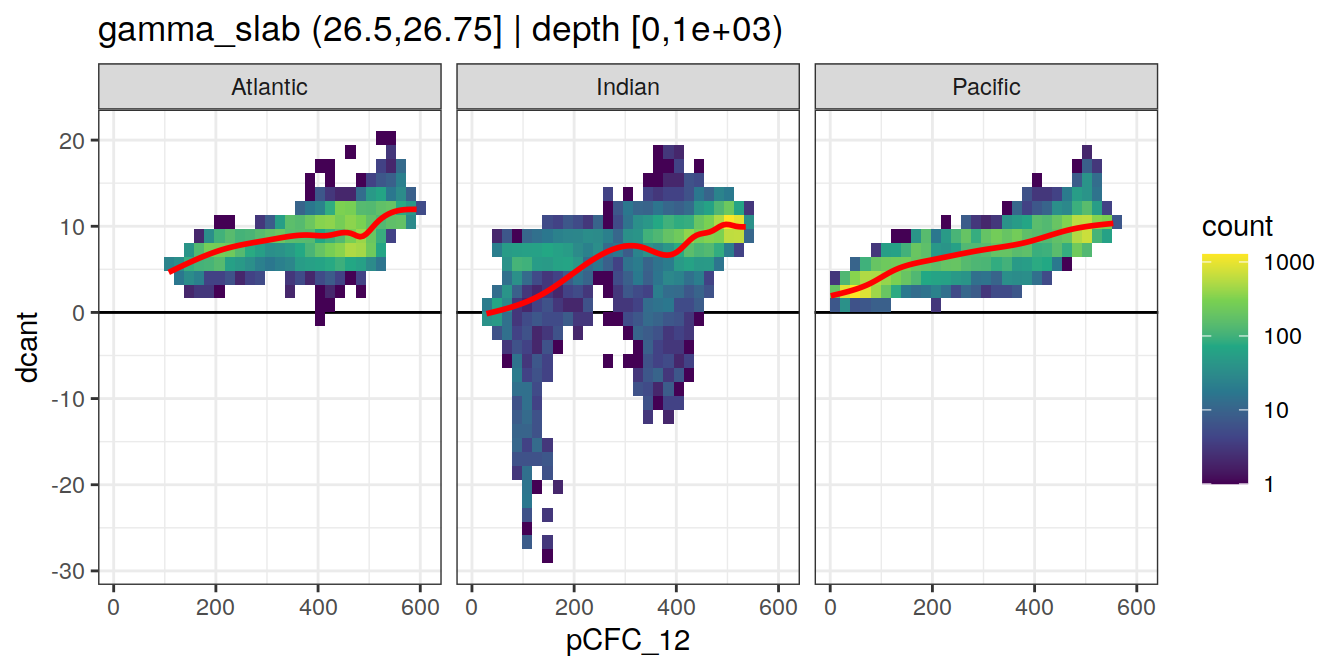 gamma_slab (26.5,26.75] | depth [0,1e+03)
Atlantic
Indian
Pacific
dcant
20
10
0
-10
-20
-30
0 200 400 600
0 200 400 600
0 200 400 600
pCFC_12
count
1000
100
10
1